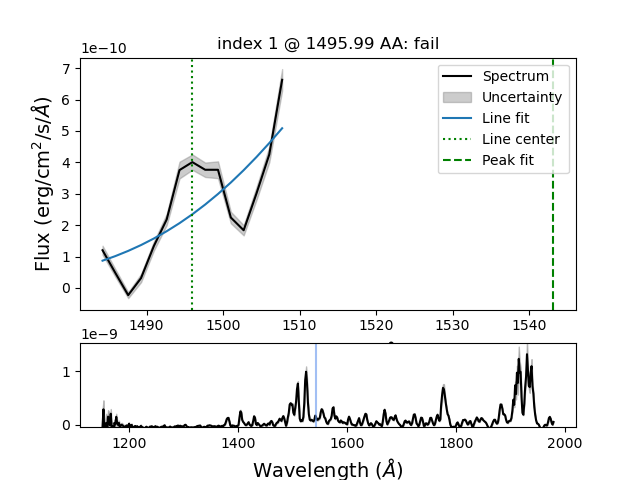 index 1 @ 1495.99 AA: fail
1e−10
7
6
5
4
3
2
1
0
Flux (erg/cm²/s/Å)
Spectrum
Uncertainty
Line fit
Line center
Peak fit
1490 1500 1510 1520 1530 1540
1e−9
1
0
1200 1400 1600 1800 2000
Wavelength (Å)